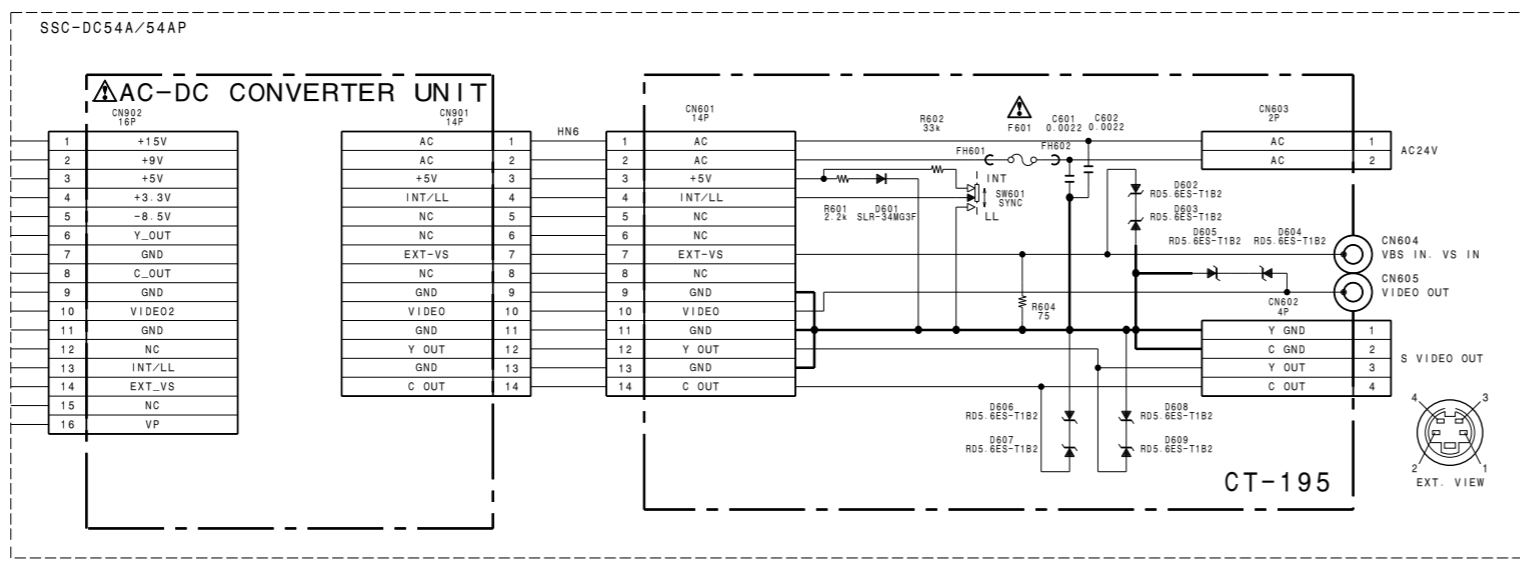 SSC-DC54A/54AP
AC-DC CONVERTER UNIT
CN902
16P
1 +15V
2 +9V
3 +5V
4 +3.3V
5 -8.5V
6 Y_OUT
7 GND
8 C_OUT
9 GND
10 VIDEO2
11 GND
12 NC
13 INT/LL
14 EXT_VS
15 NC
16 VP
CN901
14P
AC 1
AC 2
+5V 3
INT/LL 4
NC 5
NC 6
EXT-VS 7
NC 8
GND 9
VIDEO 10
GND 11
Y OUT 12
GND 13
C OUT 14
HN6
CN601
14P
1 AC
2 AC
3 +5V
4 INT/LL
5 NC
6 NC
7 EXT-VS
8 NC
9 GND
10 VIDEO
11 GND
12 Y OUT
13 GND
14 C OUT
R602
33k
F601
C601
0.0022
C602
0.0022
FH601
FH602
INT
SW601
SYNC
LL
R601
2.2k
D601
SLR-34MG3F
D602
RD5.6ES-T1B2
D603
RD5.6ES-T1B2
D605
RD5.6ES-T1B2
D604
RD5.6ES-T1B2
R604
75
D606
RD5.6ES-T1B2
D607
RD5.6ES-T1B2
D608
RD5.6ES-T1B2
D609
RD5.6ES-T1B2
CN603
2P
AC 1
AC 2
AC24V
CN604
VBS IN. VS IN
CN605
VIDEO OUT
CN602
4P
Y GND 1
C GND 2
Y OUT 3
C OUT 4
S VIDEO OUT
4 3
2 1
EXT. VIEW
CT-195